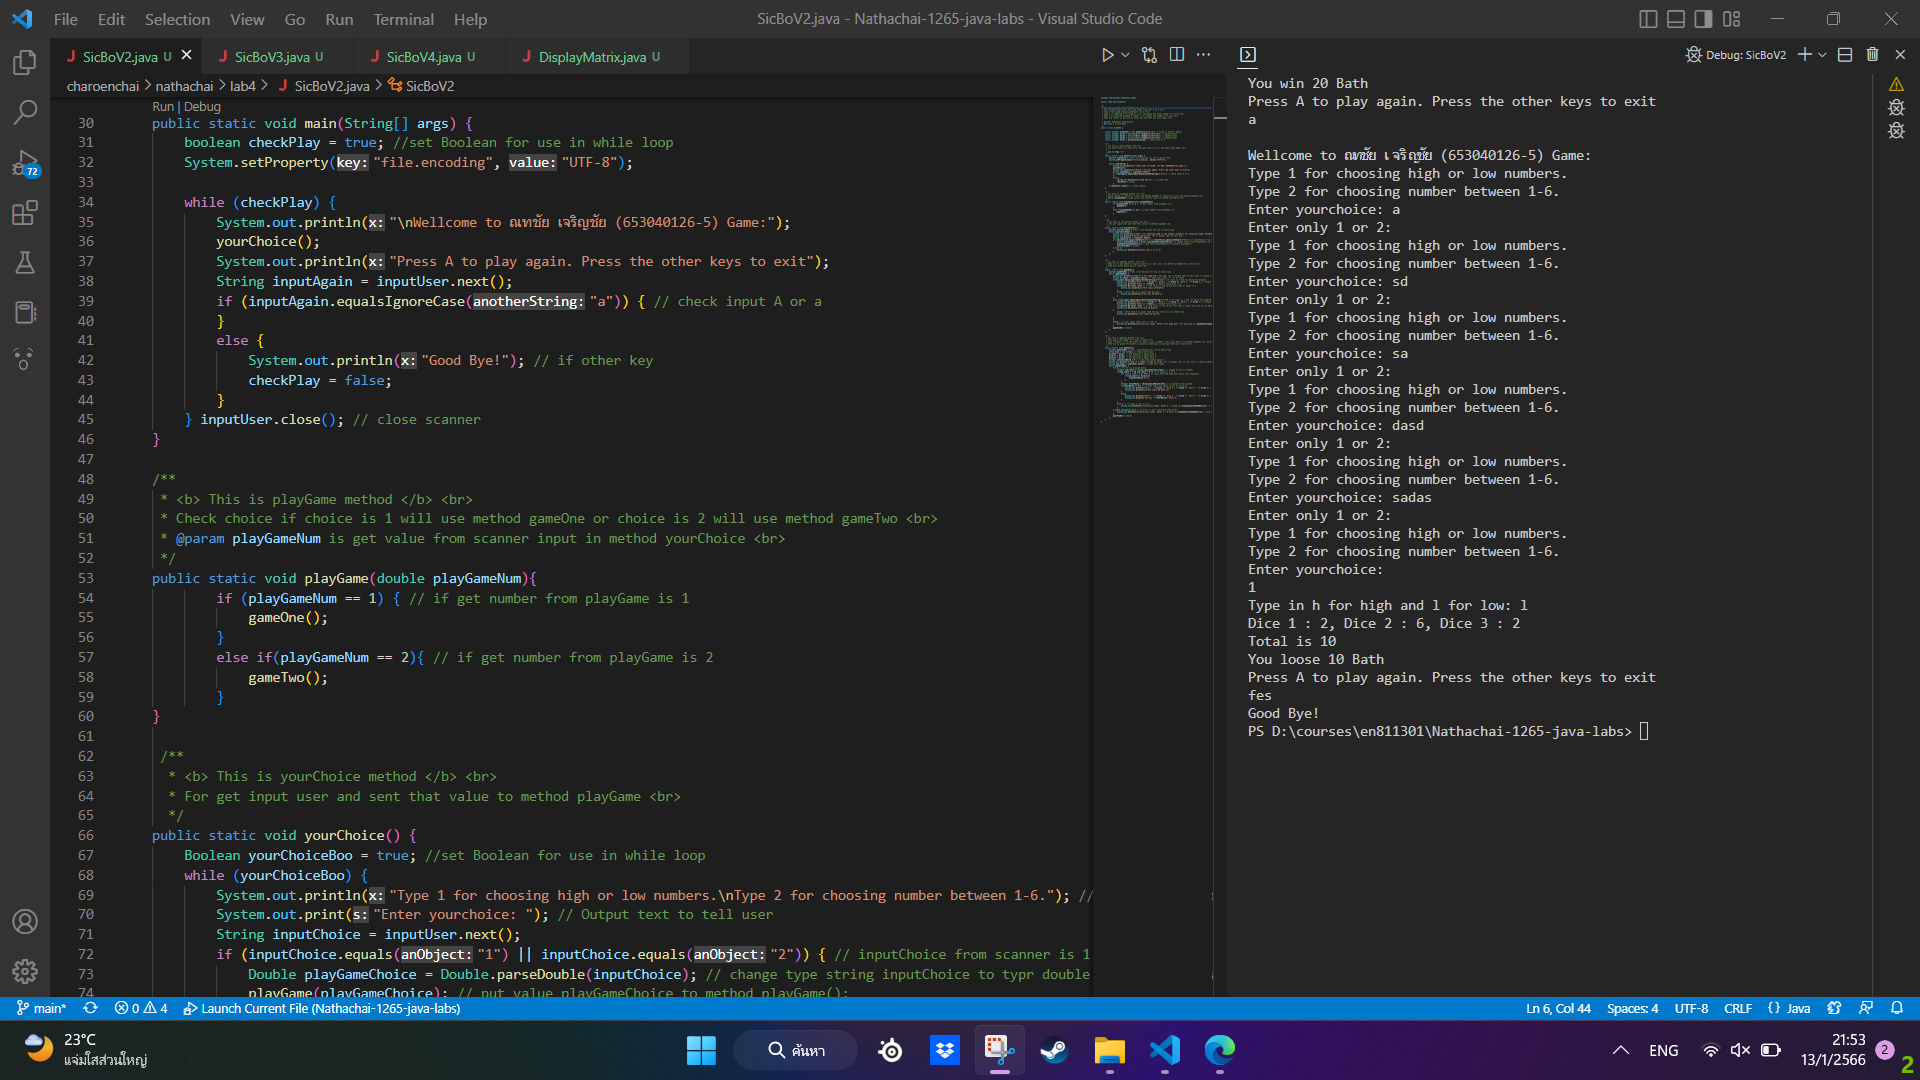 File Edit Selection View Go Run Terminal Help
SicBoV2.java - Nathachai-1265-java-labs - Visual Studio Code
SicBoV2.java U
SicBoV3.java U
SicBoV4.java U
DisplayMatrix.java U
charoenchai > nathachai > lab4 > SicBoV2.java > SicBoV2
Run | Debug
30 public static void main(String[] args) {
31 boolean checkPlay = true; //set Boolean for use in while loop
32 System.setProperty(key: "file.encoding", value: "UTF-8");
33
34 while (checkPlay) {
35 System.out.println(x: "\nWellcome to ณทชัย เจริญชัย (653040126-5) Game:");
36 yourChoice();
37 System.out.println(x: "Press A to play again. Press the other keys to exit");
38 String inputAgain = inputUser.next();
39 if (inputAgain.equalsIgnoreCase(anotherString: "a")) { // check input A or a
40 }
41 else {
42 System.out.println(x: "Good Bye!"); // if other key
43 checkPlay = false;
44 }
45 } inputUser.close(); // close scanner
46 }
47
48 /**
49 * <b> This is playGame method </b> <br>
50 * Check choice if choice is 1 will use method gameOne or choice is 2 will use method gameTwo <br>
51 * @param playGameNum is get value from scanner input in method yourChoice <br>
52 */
53 public static void playGame(double playGameNum){
54 if (playGameNum == 1) { // if get number from playGame is 1
55 gameOne();
56 }
57 else if(playGameNum == 2){ // if get number from playGame is 2
58 gameTwo();
59 }
60 }
61
62 /**
63 * <b> This is yourChoice method </b> <br>
64 * For get input user and sent that value to method playGame <br>
65 */
66 public static void yourChoice() {
67 Boolean yourChoiceBoo = true; //set Boolean for use in while loop
68 while (yourChoiceBoo) {
69 System.out.println(x: "Type 1 for choosing high or low numbers.\nType 2 for choosing number between 1-6."); //
70 System.out.print(s: "Enter yourchoice: "); // Output text to tell user
71 String inputChoice = inputUser.next();
72 if (inputChoice.equals(anObject: "1") || inputChoice.equals(anObject: "2")) { // inputChoice from scanner is 1
73 Double playGameChoice = Double.parseDouble(inputChoice); // change type string inputChoice to typr double
74 playGame(playGameChoice); // put value playGameChoice to method playGame();
Debug: SicBoV2
You win 20 Bath
Press A to play again. Press the other keys to exit
a
Wellcome to ณทชัย เจริญชัย (653040126-5) Game:
Type 1 for choosing high or low numbers.
Type 2 for choosing number between 1-6.
Enter yourchoice: a
Enter only 1 or 2:
Type 1 for choosing high or low numbers.
Type 2 for choosing number between 1-6.
Enter yourchoice: sd
Enter only 1 or 2:
Type 1 for choosing high or low numbers.
Type 2 for choosing number between 1-6.
Enter yourchoice: sa
Enter only 1 or 2:
Type 1 for choosing high or low numbers.
Type 2 for choosing number between 1-6.
Enter yourchoice: dasd
Enter only 1 or 2:
Type 1 for choosing high or low numbers.
Type 2 for choosing number between 1-6.
Enter yourchoice: sadas
Enter only 1 or 2:
Type 1 for choosing high or low numbers.
Type 2 for choosing number between 1-6.
Enter yourchoice:
1
Type in h for high and l for low: l
Dice 1 : 2, Dice 2 : 6, Dice 3 : 2
Total is 10
You loose 10 Bath
Press A to play again. Press the other keys to exit
fes
Good Bye!
PS D:\courses\en811301\Nathachai-1265-java-labs>
72
main* 0 4 Launch Current File (Nathachai-1265-java-labs)
Ln 6, Col 44 Spaces: 4 UTF-8 CRLF {} Java
23°C
แจ่มใสส่วนใหญ่
ค้นหา
ENG
21:53
13/1/2566
2
2